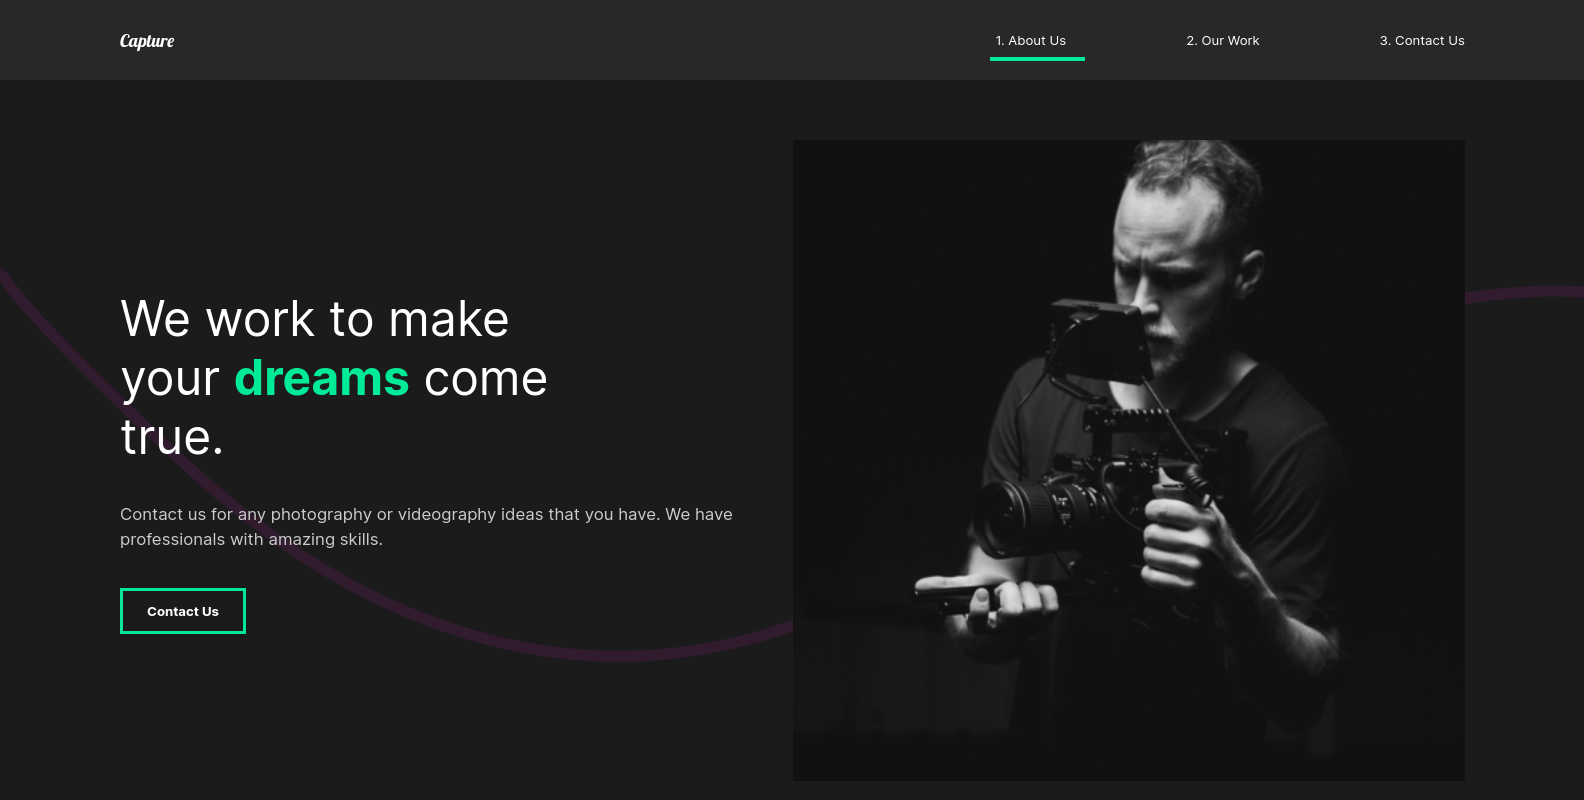 Capture
1. About Us
2. Our Work
3. Contact Us
We work to make
your dreams come
true.
Contact us for any photography or videography ideas that you have. We have
professionals with amazing skills.
Contact Us